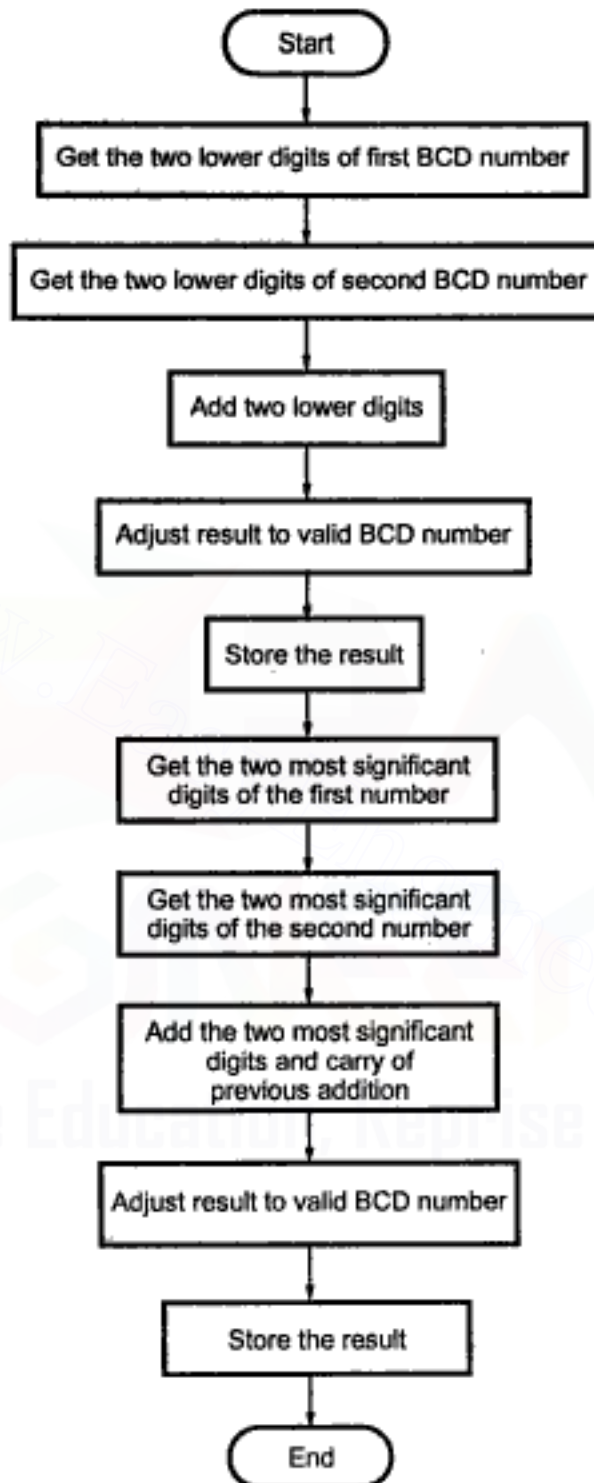 Start
Get the two lower digits of first BCD number
Get the two lower digits of second BCD number
Add two lower digits
Adjust result to valid BCD number
Store the result
Get the two most significant
digits of the first number
Get the two most significant
digits of the second number
Add the two most significant
digits and carry of
previous addition
Education, Reprise
Adjust result to valid BCD number
Store the result
End